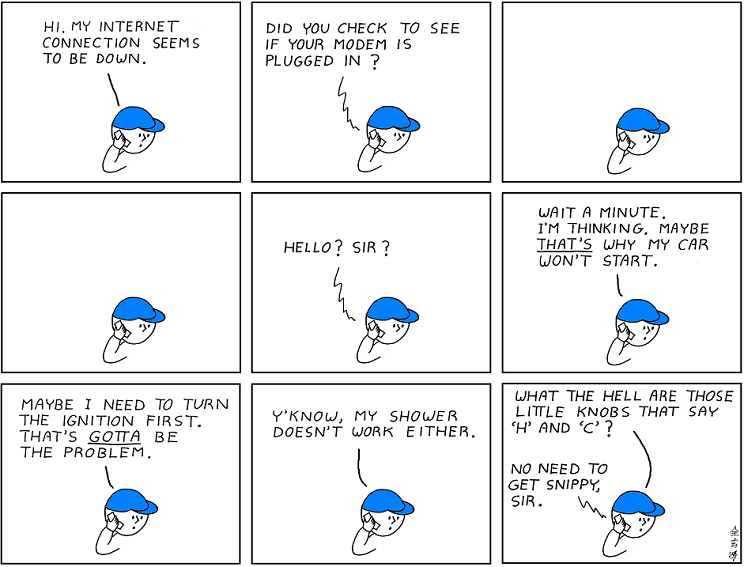 HI. MY INTERNET
CONNECTION SEEMS
TO BE DOWN.
DID YOU CHECK TO SEE
IF YOUR MODEM IS
PLUGGED IN ?
HELLO? SIR ?
WAIT A MINUTE.
I'M THINKING. MAYBE
THAT'S WHY MY CAR
WON'T START.
MAYBE I NEED TO TURN
THE IGNITION FIRST.
THAT'S GOTTA BE
THE PROBLEM.
Y'KNOW, MY SHOWER
DOESN'T WORK EITHER.
WHAT THE HELL ARE THOSE
LITTLE KNOBS THAT SAY
'H' AND 'C' ?
NO NEED TO
GET SNIPPY,
SIR.